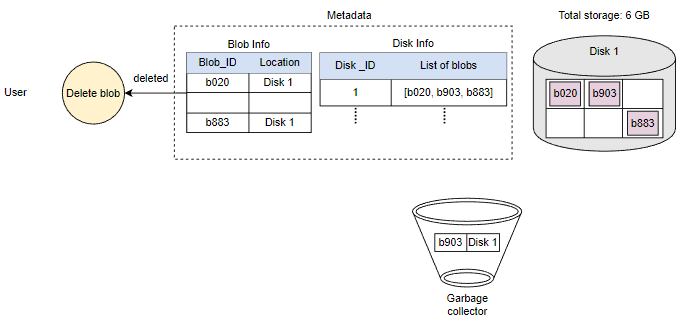 Metadata
Total storage: 6 GB
Blob Info
Disk Info
Disk 1
Blob_ID Location
Disk _ID List of blobs
deleted
b020 Disk 1
User
Delete blob
1 [b020, b903, b883]
b020 b903
b883 Disk 1
b883
b903 Disk 1
Garbage
collector